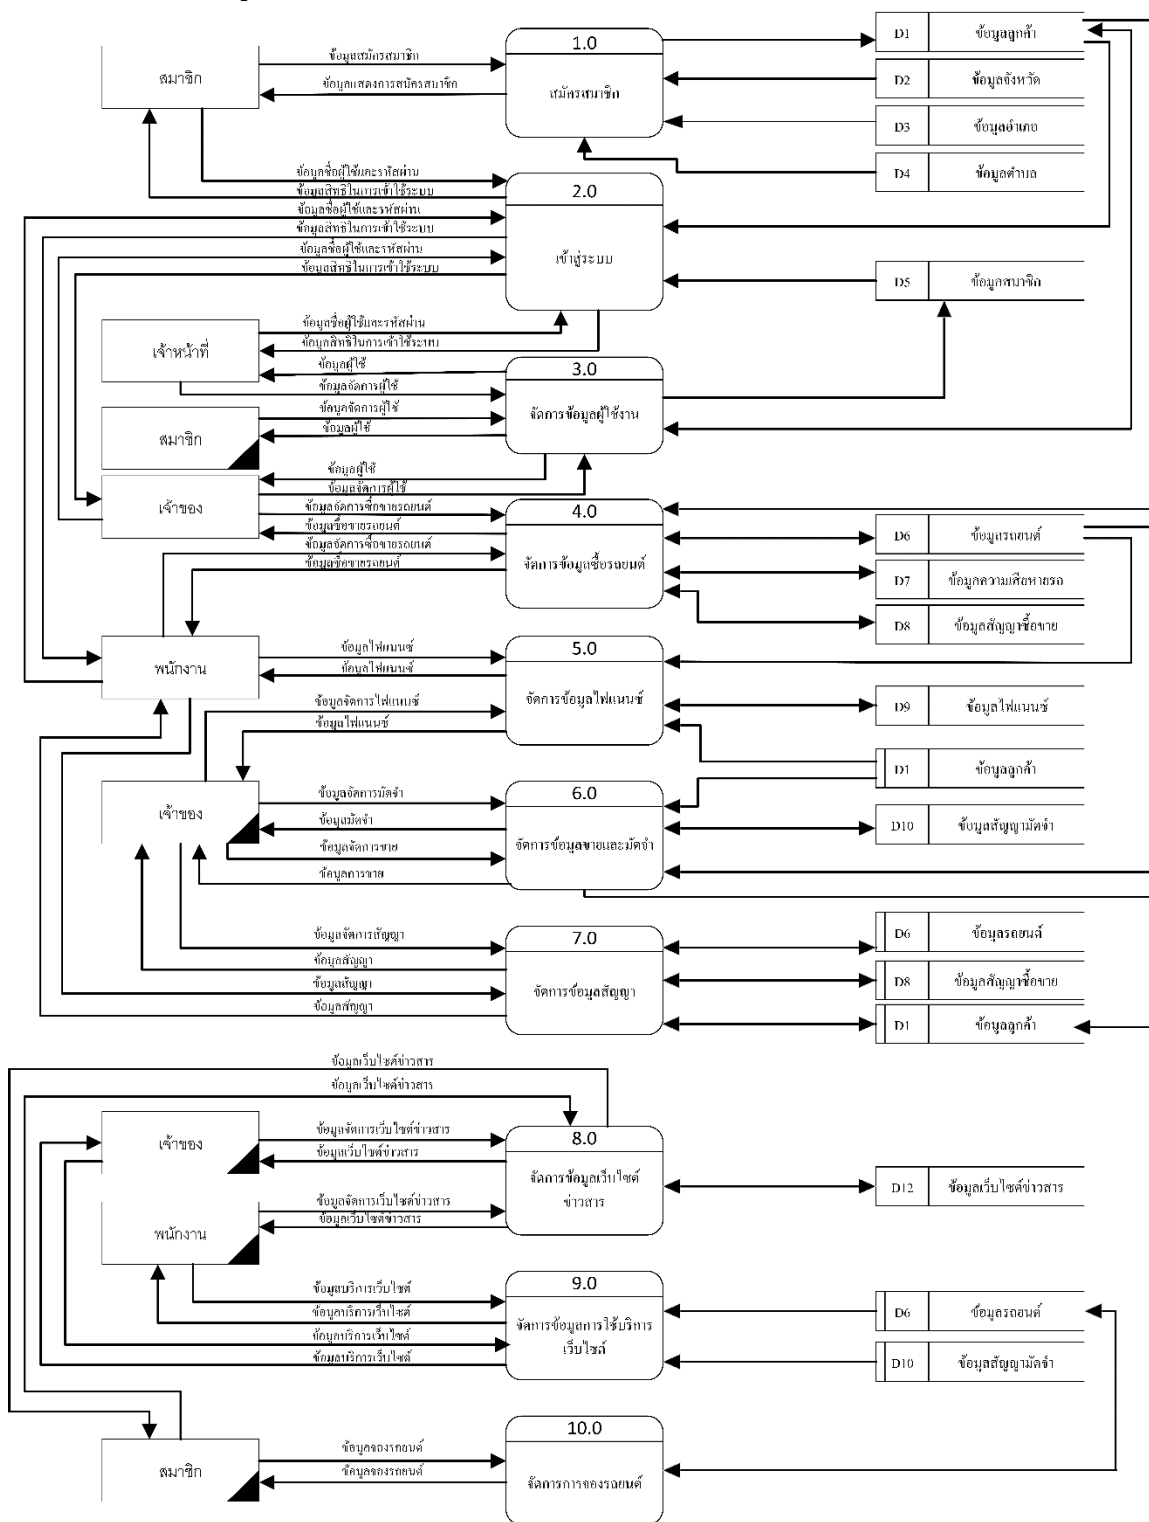 1.0
สมัครสมาชิก
สมาชิก
ข้อมูลสมัครสมาชิก
ข้อมูลแสดงการสมัครสมาชิก
D1 ข้อมูลลูกค้า
D2 ข้อมูลจังหวัด
D3 ข้อมูลอำเภอ
D4 ข้อมูลตำบล
2.0
เข้าสู่ระบบ
ข้อมูลชื่อผู้ใช้และรหัสผ่าน
ข้อมูลสิทธิในการเข้าใช้ระบบ
ข้อมูลชื่อผู้ใช้และรหัสผ่าน
ข้อมูลสิทธิในการเข้าใช้ระบบ
ข้อมูลชื่อผู้ใช้และรหัสผ่าน
ข้อมูลสิทธิในการเข้าใช้ระบบ
D5 ข้อมูลสมาชิก
เจ้าหน้าที่
ข้อมูลชื่อผู้ใช้และรหัสผ่าน
ข้อมูลสิทธิในการเข้าใช้ระบบ
ข้อมูลผู้ใช้
ข้อมูลจัดการผู้ใช้
3.0
จัดการข้อมูลผู้ใช้งาน
สมาชิก
ข้อมูลจัดการผู้ใช้
ข้อมูลผู้ใช้
เจ้าของ
ข้อมูลผู้ใช้
ข้อมูลจัดการผู้ใช้
ข้อมูลจัดการซื้อขายรถยนต์
ข้อมูลซื้อขายรถยนต์
ข้อมูลจัดการซื้อขายรถยนต์
ข้อมูลซื้อขายรถยนต์
4.0
จัดการข้อมูลซื้อรถยนต์
D6 ข้อมูลรถยนต์
D7 ข้อมูลความเสียหายรถ
D8 ข้อมูลสัญญาซื้อขาย
พนักงาน
ข้อมูลไฟแนนซ์
ข้อมูลไฟแนนซ์
ข้อมูลจัดการไฟแนนซ์
ข้อมูลไฟแนนซ์
5.0
จัดการข้อมูลไฟแนนซ์
D9 ข้อมูลไฟแนนซ์
D1 ข้อมูลลูกค้า
เจ้าของ
ข้อมูลจัดการมัดจำ
ข้อมูลมัดจำ
ข้อมูลจัดการขาย
ข้อมูลการขาย
6.0
จัดการข้อมูลขายและมัดจำ
D10 ข้อมูลสัญญามัดจำ
ข้อมูลจัดการสัญญา
ข้อมูลสัญญา
ข้อมูลสัญญา
ข้อมูลสัญญา
7.0
จัดการข้อมูลสัญญา
D6 ข้อมูลรถยนต์
D8 ข้อมูลสัญญาซื้อขาย
D1 ข้อมูลลูกค้า
ข้อมูลเว็บไซต์ข่าวสาร
ข้อมูลเว็บไซต์ข่าวสาร
เจ้าของ
ข้อมูลจัดการเว็บไซต์ข่าวสาร
ข้อมูลเว็บไซต์ข่าวสาร
8.0
จัดการข้อมูลเว็บไซต์
ข่าวสาร
D12 ข้อมูลเว็บไซต์ข่าวสาร
พนักงาน
ข้อมูลจัดการเว็บไซต์ข่าวสาร
ข้อมูลเว็บไซต์ข่าวสาร
ข้อมูลบริการเว็บไซต์
ข้อมูลบริการเว็บไซต์
ข้อมูลบริการเว็บไซต์
ข้อมูลบริการเว็บไซต์
9.0
จัดการข้อมูลการใช้บริการ
เว็บไซต์
D6 ข้อมูลรถยนต์
D10 ข้อมูลสัญญามัดจำ
สมาชิก
ข้อมูลจองรถยนต์
ข้อมูลจองรถยนต์
10.0
จัดการการจองรถยนต์